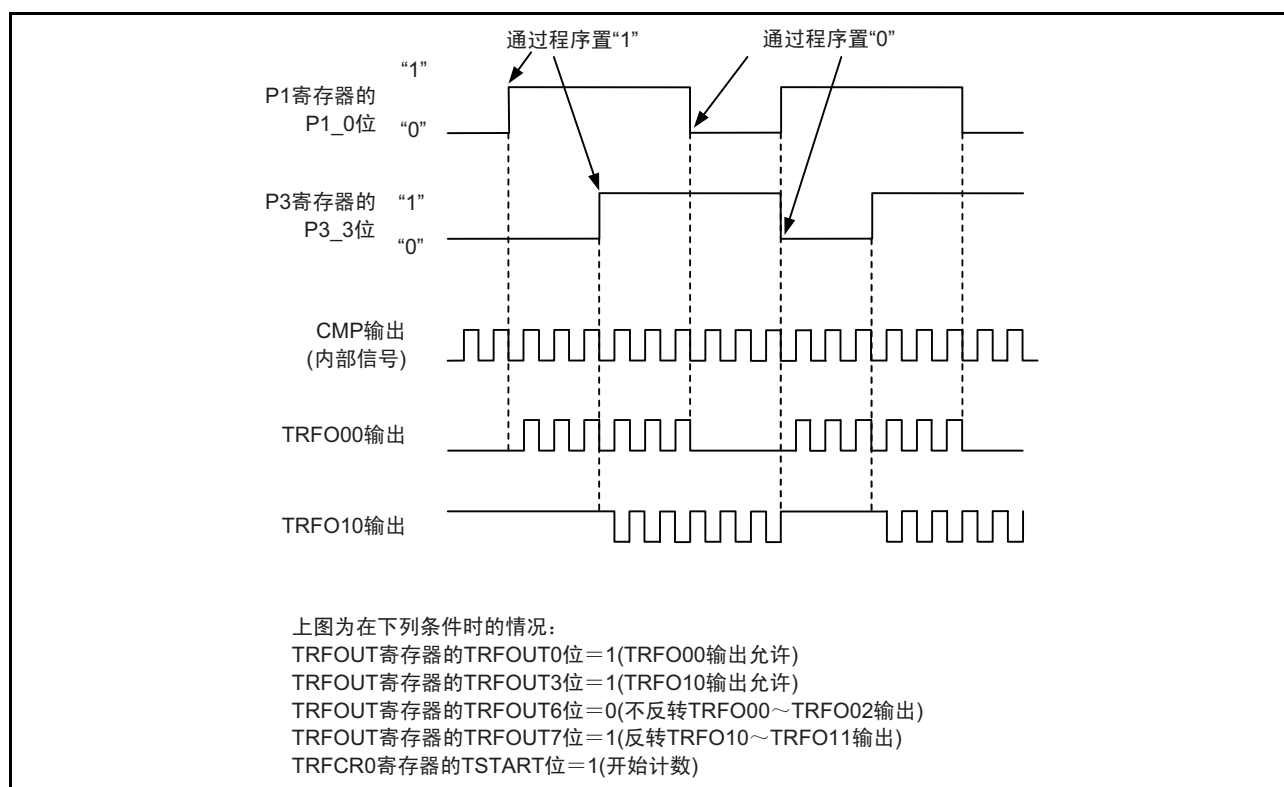 通过程序置“1”
通过程序置“0”
“1”
P1寄存器的
P1_0位
“0”
P3寄存器的
“1”
P3_3位
“0”
CMP输出
(内部信号)
TRFO00输出
TRFO10输出
上图为在下列条件时的情况：
TRFOUT寄存器的TRFOUT0位＝1(TRFO00输出允许)
TRFOUT寄存器的TRFOUT3位＝1(TRFO10输出允许)
TRFOUT寄存器的TRFOUT6位＝0(不反转TRFO00～TRFO02输出)
TRFOUT寄存器的TRFOUT7位＝1(反转TRFO10～TRFO11输出)
TRFCR0寄存器的TSTART位＝1(开始计数)